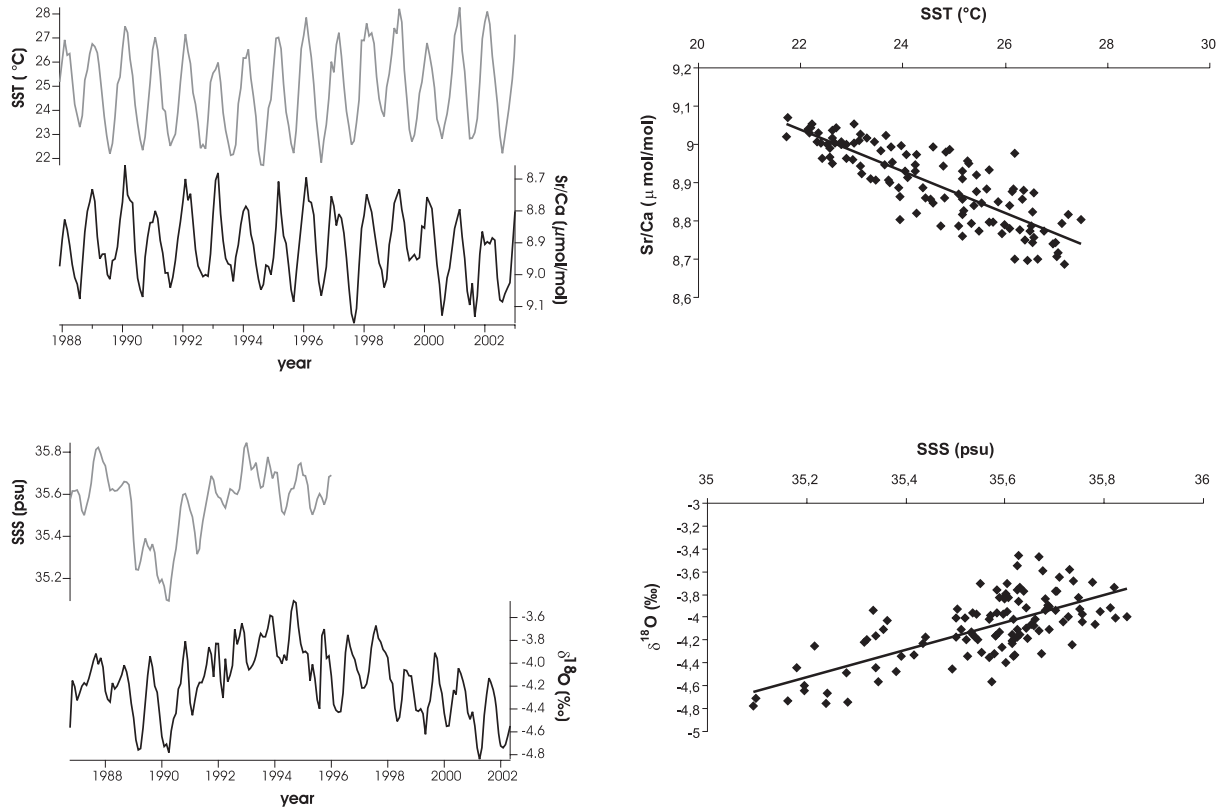 28
27
26
25
24
23
22
SST ( °C)
8.7
8.8
8.9
9.0
9.1
Sr/Ca (μmol/mol)
1988 1990 1992 1994 1996 1998 2000 2002
year
SST (°C)
20 22 24 26 28 30
9,2
9,1
9
8,9
8,8
8,7
8,6
Sr/Ca ( μ mol/mol)
35.8
35.6
35.4
35.2
SSS (psu)
-3.6
-3.8
-4.0
-4.2
-4.4
-4.6
-4.8
δ18O (‰)
1988 1990 1992 1994 1996 1998 2000 2002
year
SSS (psu)
35 35,2 35,4 35,6 35,8 36
-3
-3,2
-3,4
-3,6
-3,8
-4
-4,2
-4,4
-4,6
-4,8
-5
δ18O (‰)